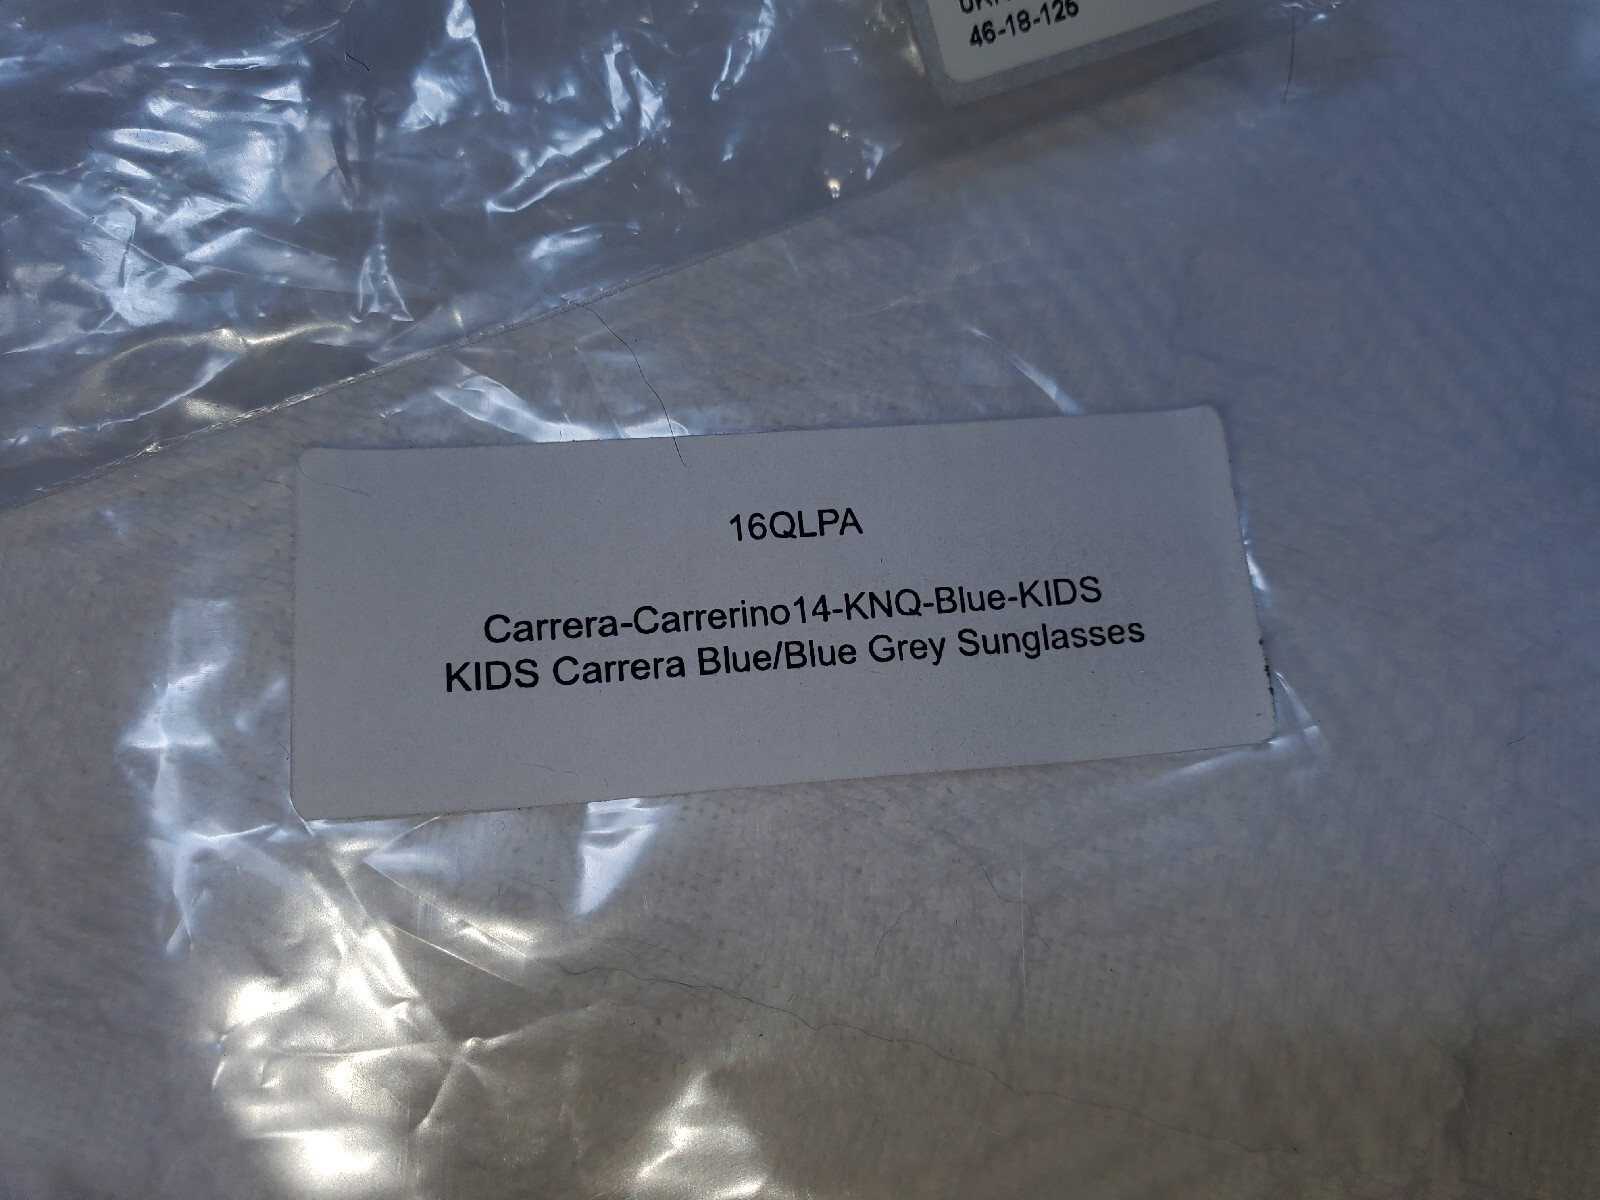 46-18-126
16QLPA
Carrera-Carrerino14-KNQ-Blue-KIDS
KIDS Carrera Blue/Blue Grey Sunglasses